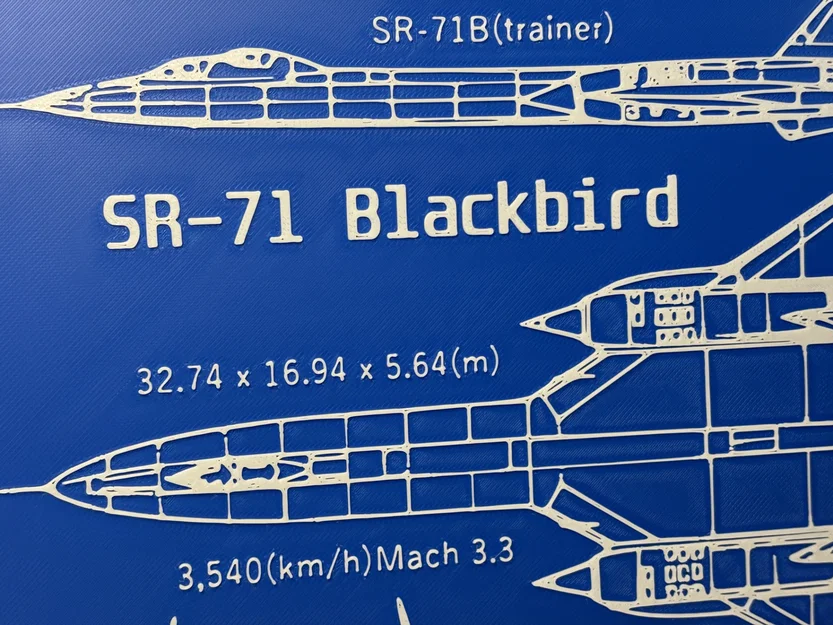 SR-71B(trainer)
SR-71 Blackbird
32.74 x 16.94 x 5.64(m)
3,540(km/h)Mach 3.3